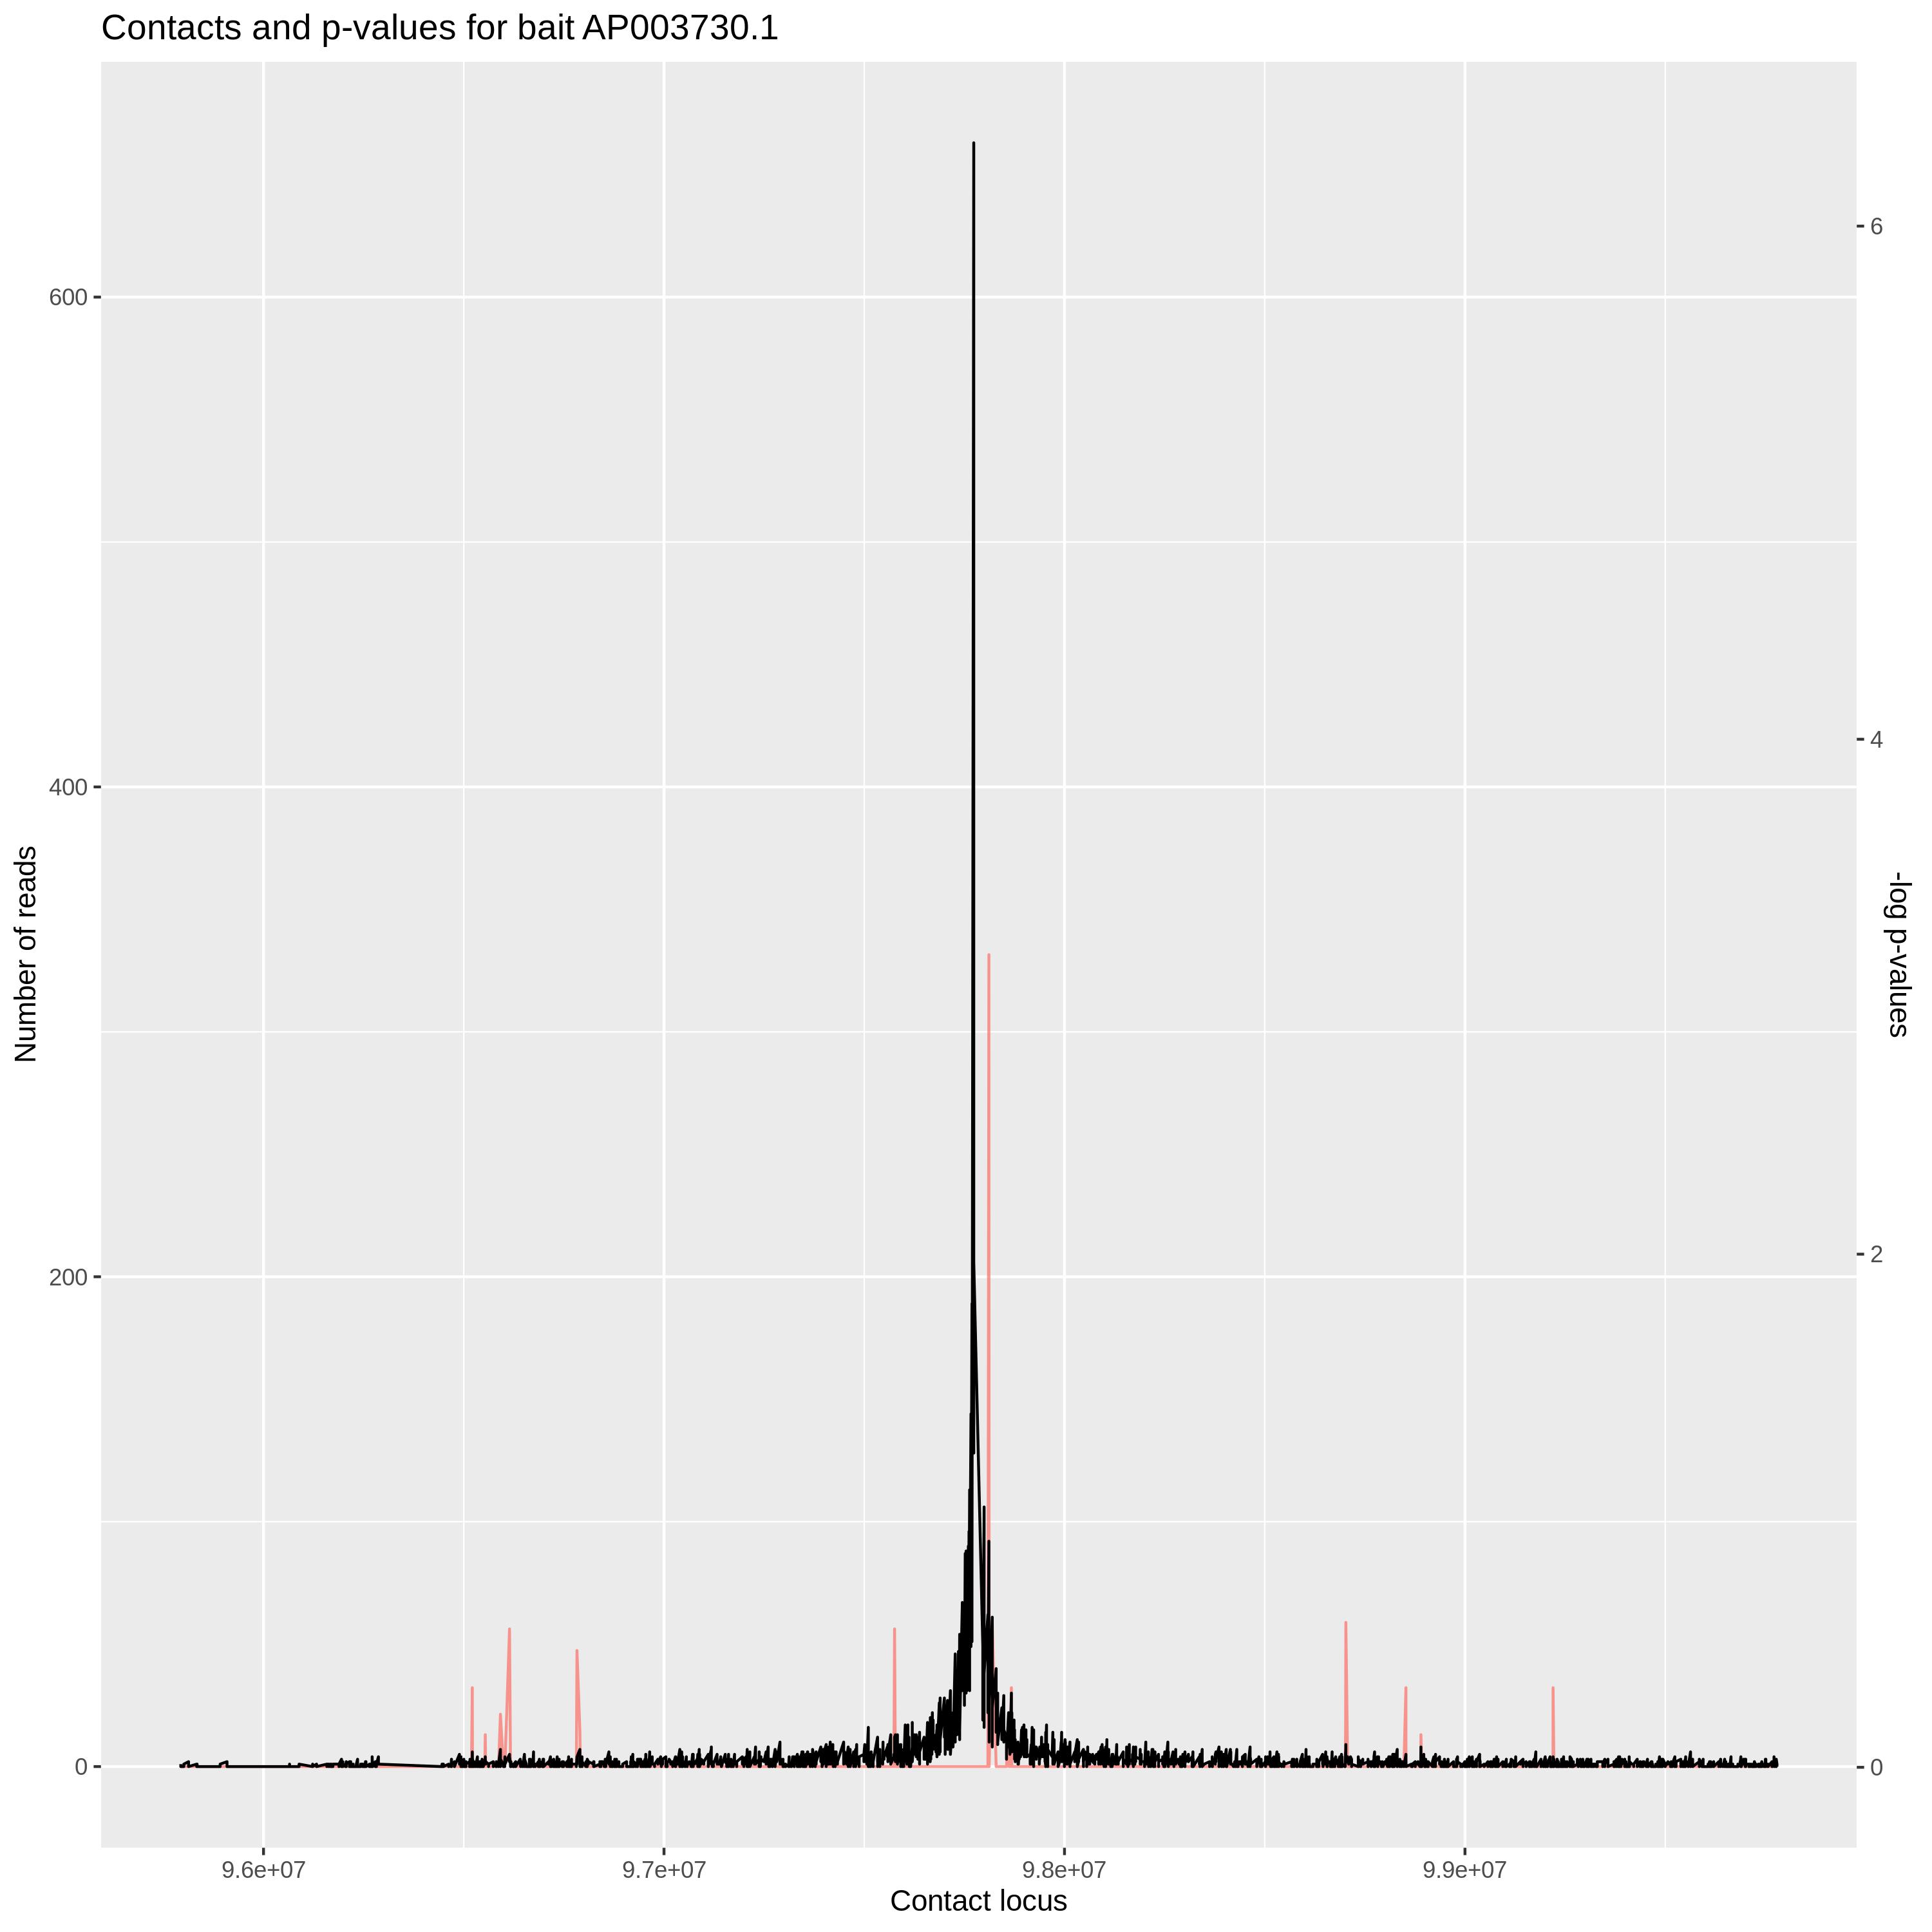 Contacts and p-values for bait AP003730.1
Number of reads
600
400
200
0
6
4
2
0
-log p-values
9.6e+07
9.7e+07
9.8e+07
9.9e+07
Contact locus